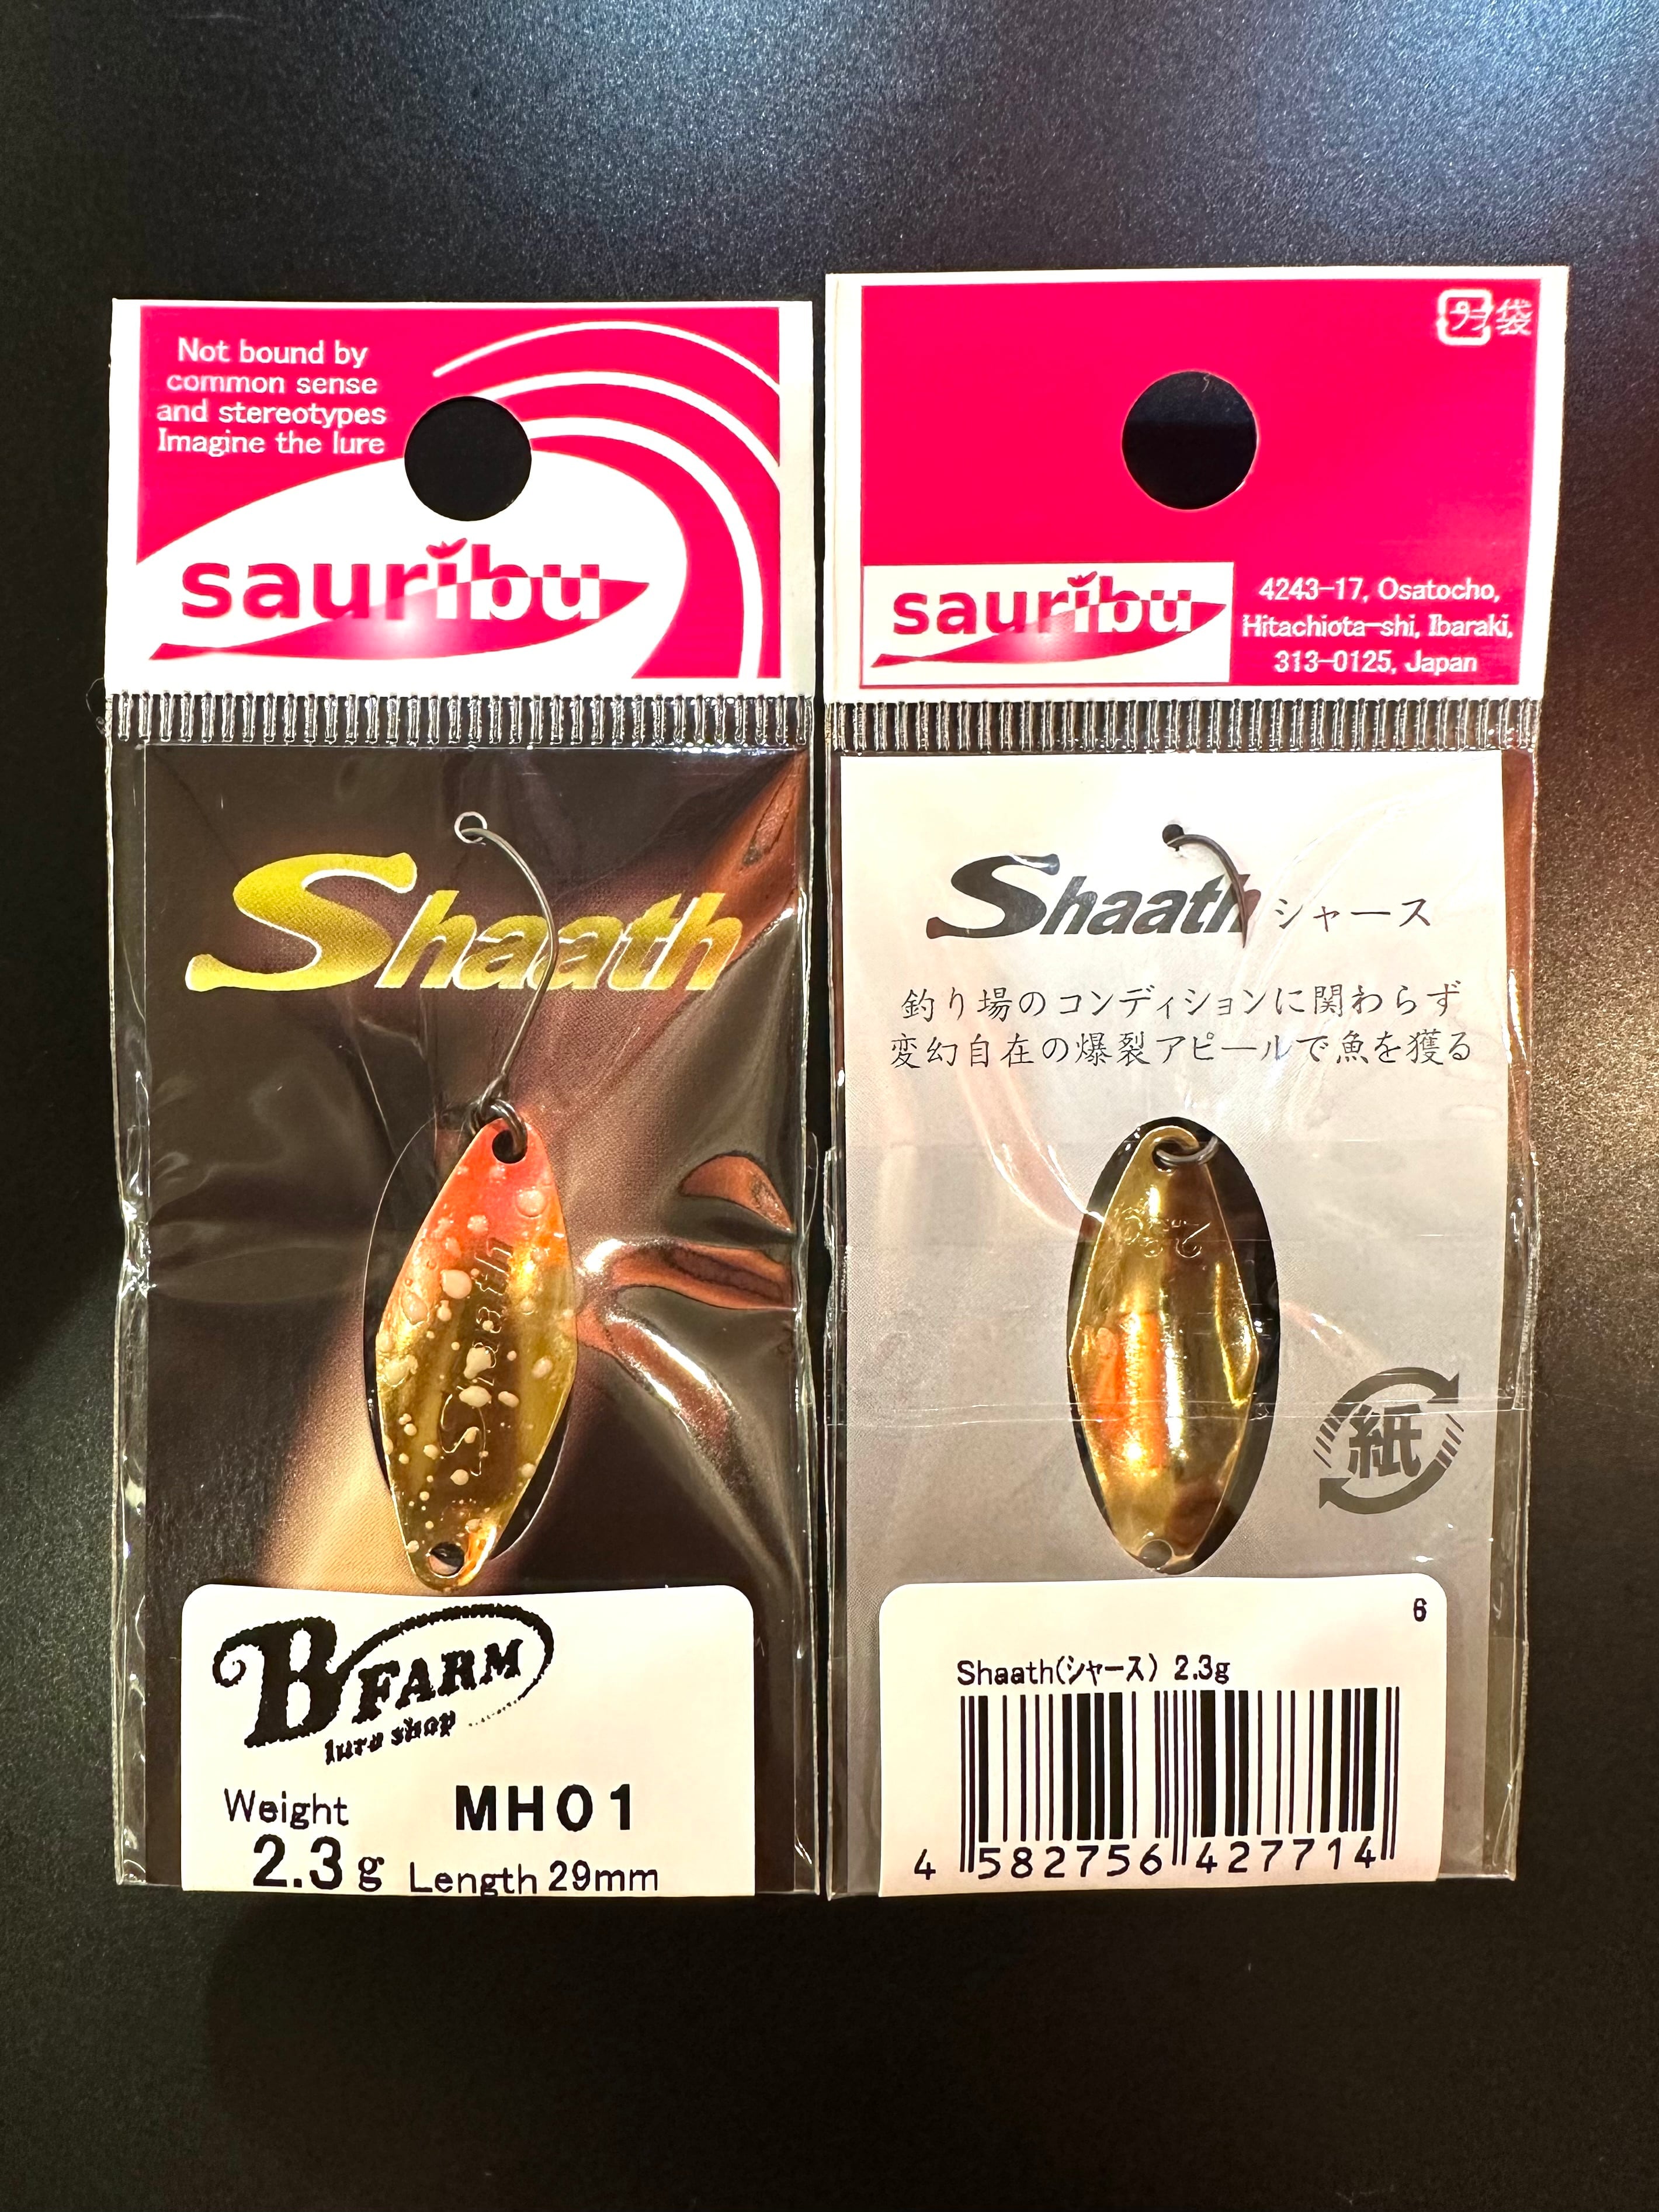 Not bound by
common sense
and stereotypes
Imagine the lure
sauribu
Shaath
Shaath
B FARM
lure shop
Weight
MH01
2.3g
Length 29mm
プラ 袋
sauribu
4243-17, Osatocho,
Hitachiota-shi, Ibaraki,
313-0125, Japan
Shaath シャース
釣り場のコンディションに関わらず
変幻自在の爆裂アピールで魚を獲る
紙
6
Shaath(シャース) 2.3g
4 582756 427714